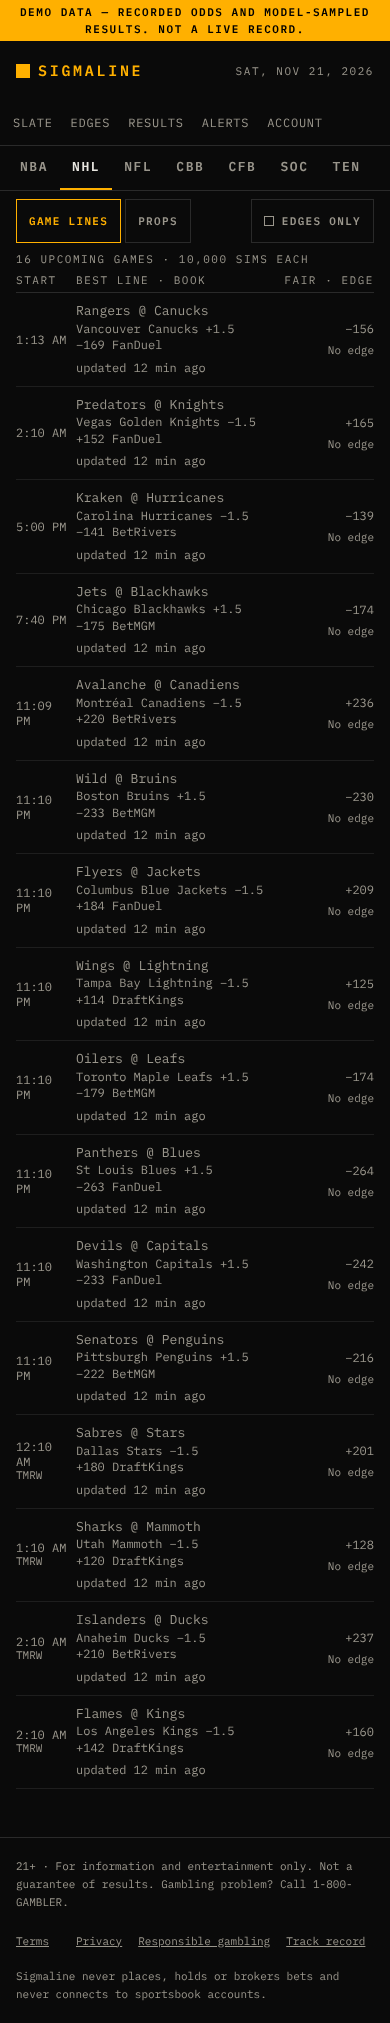 DEMO DATA — RECORDED ODDS AND MODEL-SAMPLED
RESULTS. NOT A LIVE RECORD.
SIGMALINE
SAT, NOV 21, 2026
SLATE EDGES RESULTS ALERTS ACCOUNT
NBA NHL NFL CBB CFB SOC TEN
GAME LINES PROPS EDGES ONLY
16 UPCOMING GAMES · 10,000 SIMS EACH
START BEST LINE · BOOK FAIR · EDGE
1:13 AM
Rangers @ Canucks
Vancouver Canucks +1.5
−169 FanDuel
updated 12 min ago
−156
No edge
2:10 AM
Predators @ Knights
Vegas Golden Knights −1.5
+152 FanDuel
updated 12 min ago
+165
No edge
5:00 PM
Kraken @ Hurricanes
Carolina Hurricanes −1.5
−141 BetRivers
updated 12 min ago
−139
No edge
7:40 PM
Jets @ Blackhawks
Chicago Blackhawks +1.5
−175 BetMGM
updated 12 min ago
−174
No edge
11:09
PM
Avalanche @ Canadiens
Montréal Canadiens −1.5
+220 BetRivers
updated 12 min ago
+236
No edge
11:10
PM
Wild @ Bruins
Boston Bruins +1.5
−233 BetMGM
updated 12 min ago
−230
No edge
11:10
PM
Flyers @ Jackets
Columbus Blue Jackets −1.5
+184 FanDuel
updated 12 min ago
+209
No edge
11:10
PM
Wings @ Lightning
Tampa Bay Lightning −1.5
+114 DraftKings
updated 12 min ago
+125
No edge
11:10
PM
Oilers @ Leafs
Toronto Maple Leafs +1.5
−179 BetMGM
updated 12 min ago
−174
No edge
11:10
PM
Panthers @ Blues
St Louis Blues +1.5
−263 FanDuel
updated 12 min ago
−264
No edge
11:10
PM
Devils @ Capitals
Washington Capitals +1.5
−233 FanDuel
updated 12 min ago
−242
No edge
11:10
PM
Senators @ Penguins
Pittsburgh Penguins +1.5
−222 BetMGM
updated 12 min ago
−216
No edge
12:10
AM
TMRW
Sabres @ Stars
Dallas Stars −1.5
+180 DraftKings
updated 12 min ago
+201
No edge
1:10 AM
TMRW
Sharks @ Mammoth
Utah Mammoth −1.5
+120 DraftKings
updated 12 min ago
+128
No edge
2:10 AM
TMRW
Islanders @ Ducks
Anaheim Ducks −1.5
+210 BetRivers
updated 12 min ago
+237
No edge
2:10 AM
TMRW
Flames @ Kings
Los Angeles Kings −1.5
+142 DraftKings
updated 12 min ago
+160
No edge
21+ · For information and entertainment only. Not a
guarantee of results. Gambling problem? Call 1-800-
GAMBLER.
Terms Privacy Responsible gambling Track record
Sigmaline never places, holds or brokers bets and
never connects to sportsbook accounts.